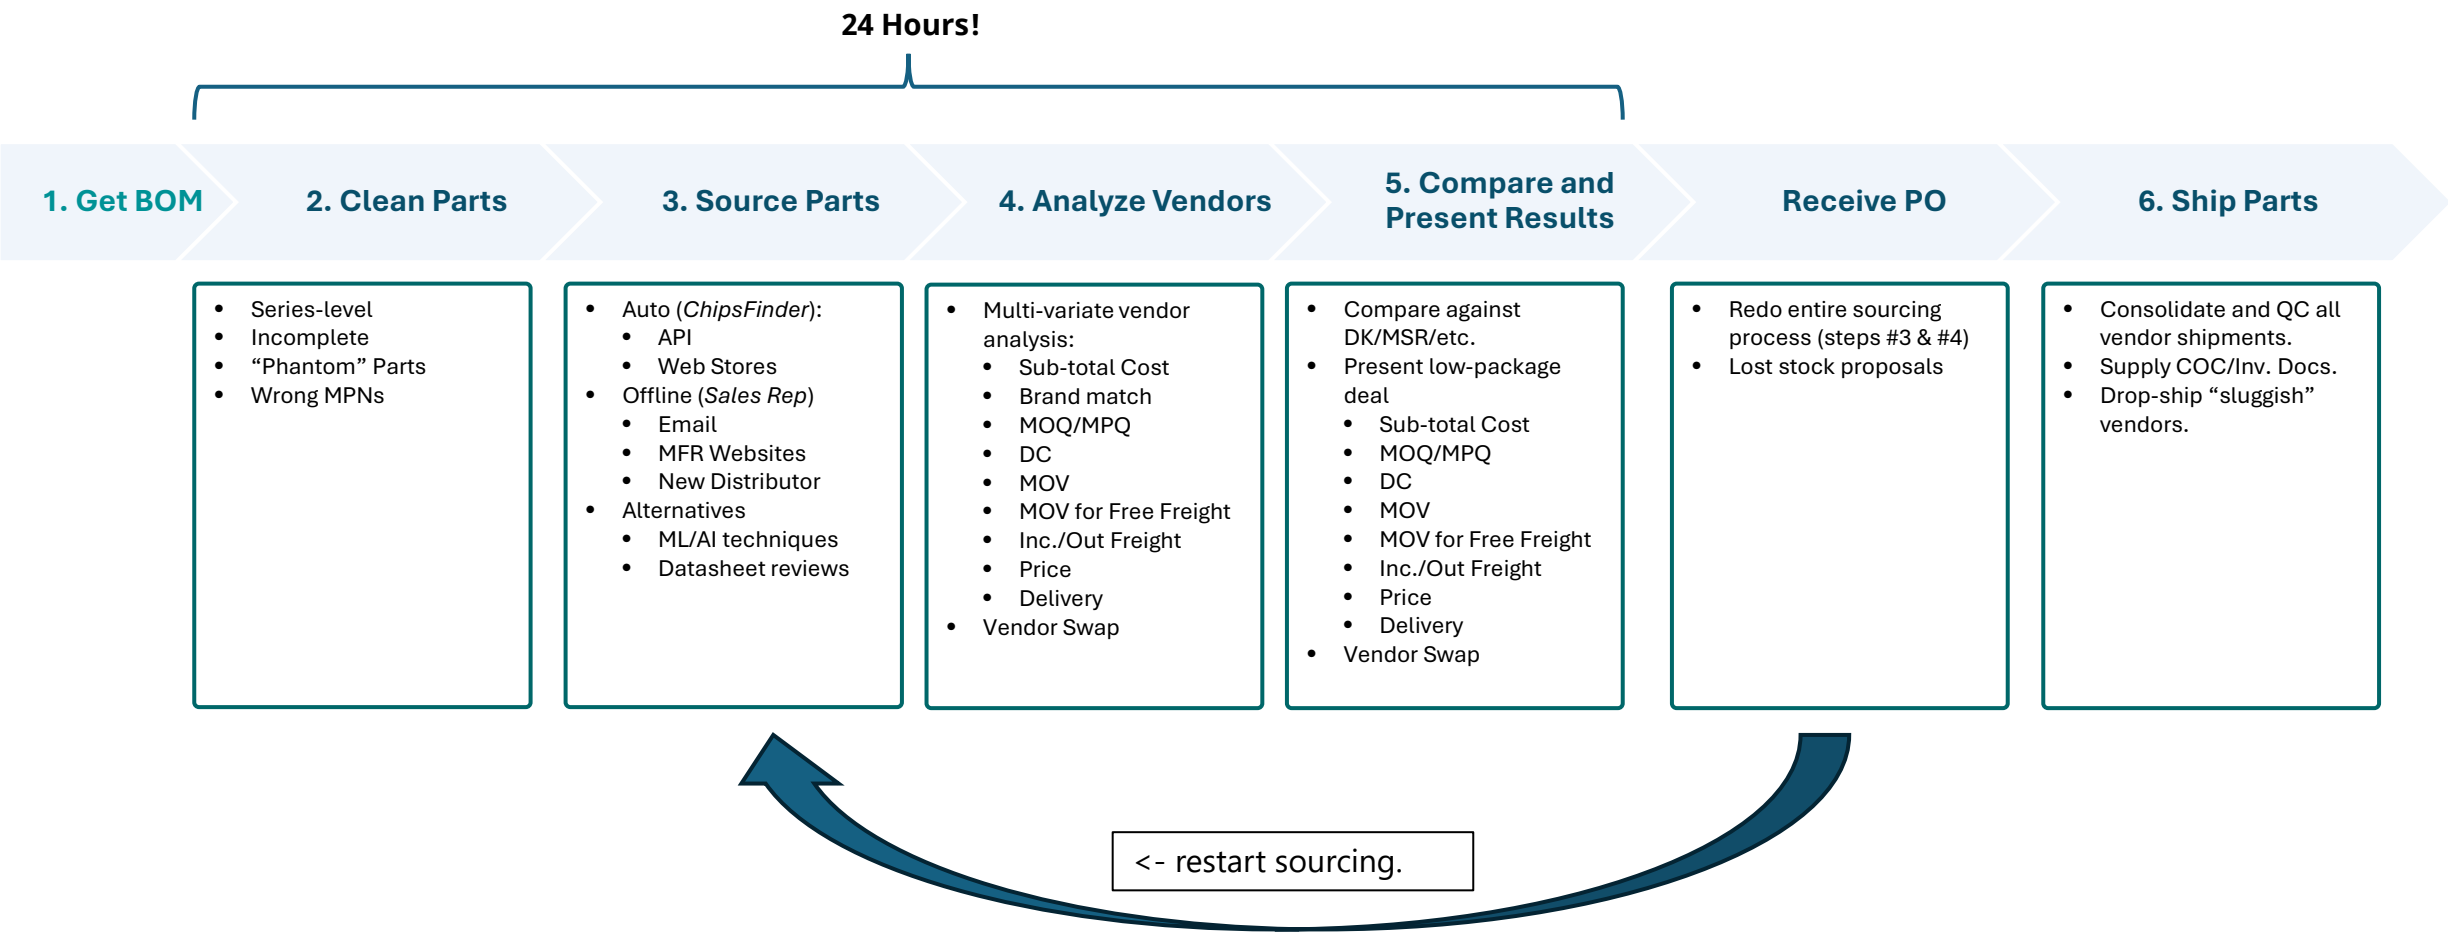 24 Hours!
1. Get BOM
2. Clean Parts
3. Source Parts
4. Analyze Vendors
5. Compare and
Present Results
Receive PO
6. Ship Parts
• Series-level
• Incomplete
• “Phantom” Parts
• Wrong MPNs
• Auto (ChipsFinder):
• API
• Web Stores
• Offline (Sales Rep)
• Email
• MFR Websites
• New Distributor
• Alternatives
• ML/AI techniques
• Datasheet reviews
• Multi-variate vendor
analysis:
• Sub-total Cost
• Brand match
• MOQ/MPQ
• DC
• MOV
• MOV for Free Freight
• Inc./Out Freight
• Price
• Delivery
• Vendor Swap
• Compare against
DK/MSR/etc.
• Present low-package
deal
• Sub-total Cost
• MOQ/MPQ
• DC
• MOV
• MOV for Free Freight
• Inc./Out Freight
• Price
• Delivery
• Vendor Swap
• Redo entire sourcing
process (steps #3 & #4)
• Lost stock proposals
• Consolidate and QC all
vendor shipments.
• Supply COC/Inv. Docs.
• Drop-ship “sluggish”
vendors.
<- restart sourcing.